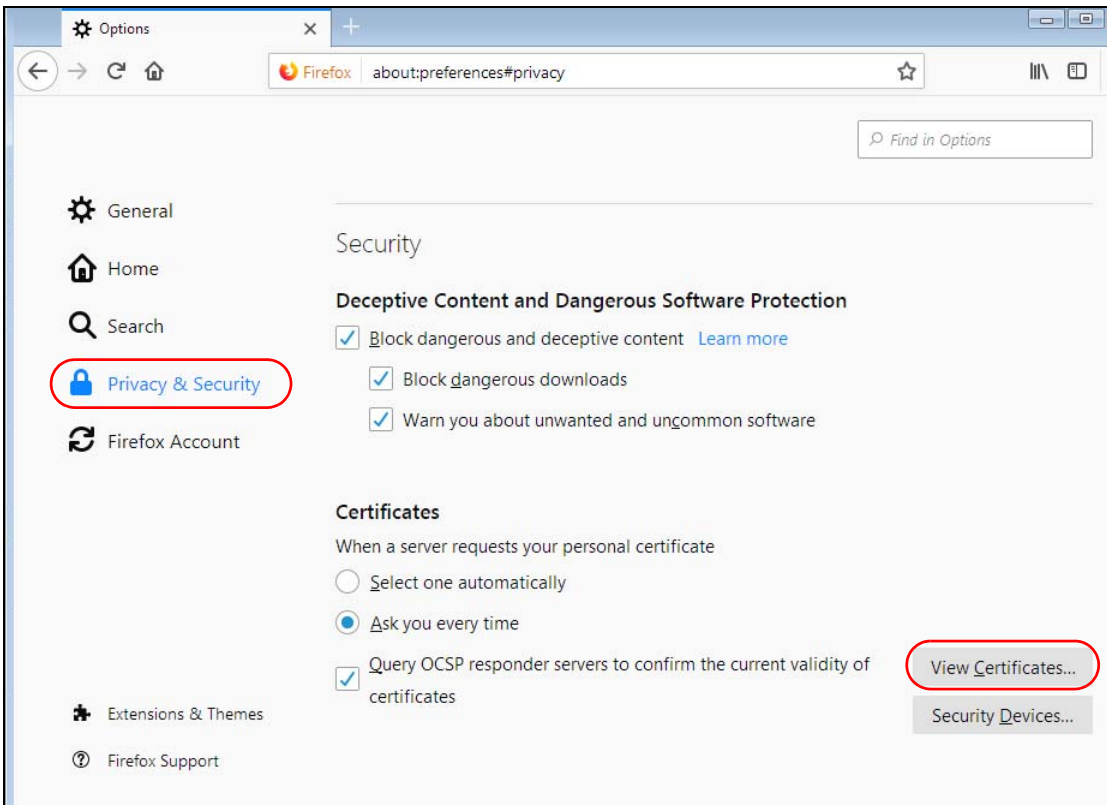 Options
Firefox about:preferences#privacy
Find in Options
General
Home
Search
Privacy & Security
Firefox Account
Extensions & Themes
Firefox Support
Security
Deceptive Content and Dangerous Software Protection
Block dangerous and deceptive content Learn more
Block dangerous downloads
Warn you about unwanted and uncommon software
Certificates
When a server requests your personal certificate
Select one automatically
Ask you every time
Query OCSP responder servers to confirm the current validity of
certificates
View Certificates...
Security Devices...